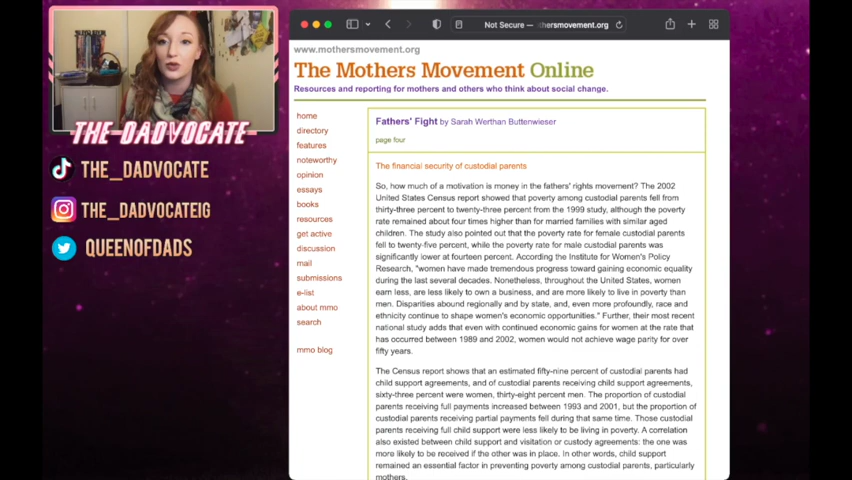 THE DADVOCATE
THE_DADVOCATE
THE_DADVOCATEIG
QUEENOFDADS
Not Secure — :hersmovement.org
www.mothersmovement.org
The Mothers Movement Online
Resources and reporting for mothers and others who think about social change.
home
directory
features
noteworthy
opinion
essays
books
resources
get active
discussion
mail
submissions
e-list
about mmo
search
mmo blog
Fathers' Fight by Sarah Werthan Buttenwieser
page four
The financial security of custodial parents
So, how much of a motivation is money in the fathers' rights movement? The 2002
United States Census report showed that poverty among custodial parents fell from
thirty-three percent to twenty-three percent from the 1999 study, although the poverty
rate remained about four times higher than for married families with similar aged
children. The study also pointed out that the poverty rate for female custodial parents
fell to twenty-five percent, while the poverty rate for male custodial parents was
significantly lower at fourteen percent. According the Institute for Women's Policy
Research, "women have made tremendous progress toward gaining economic equality
during the last several decades. Nonetheless, throughout the United States, women
earn less, are less likely to own a business, and are more likely to live in poverty than
men. Disparities abound regionally and by state, and, even more profoundly, race and
ethnicity continue to shape women's economic opportunities." Further, their most recent
national study adds that even with continued economic gains for women at the rate that
has occurred between 1989 and 2002, women would not achieve wage parity for over
fifty years.
The Census report shows that an estimated fifty-nine percent of custodial parents had
child support agreements, and of custodial parents receiving child support agreements,
sixty-three percent were women, thirty-eight percent men. The proportion of custodial
parents receiving full payments increased between 1993 and 2001, but the proportion of
custodial parents receiving partial payments fell during that same time. Those custodial
parents receiving full child support were less likely to be living in poverty. A correlation
also existed between child support and visitation or custody agreements: the one was
more likely to be received if the other was in place. In other words, child support
remained an essential factor in preventing poverty among custodial parents, particularly
mothers.